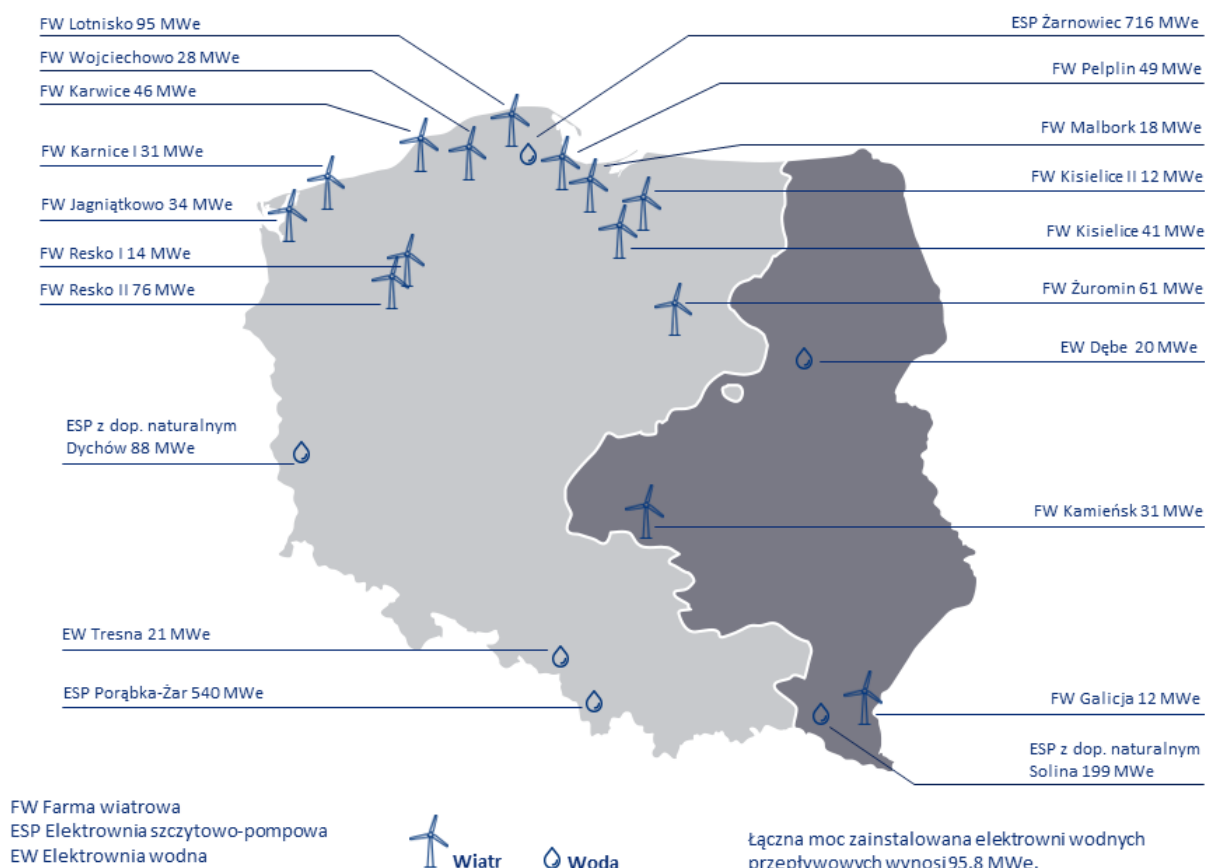 FW Lotnisko 95 MWe
FW Wojciechowo 28 MWe
FW Karwice 46 MWe
FW Karnice I 31 MWe
FW Jagniątkowo 34 MWe
FW Resko I 14 MWe
FW Resko II 76 MWe
ESP z dop. naturalnym
Dychów 88 MWe
EW Tresna 21 MWe
ESP Porąbka-Żar 540 MWe
ESP Żarnowiec 716 MWe
FW Pelplin 49 MWe
FW Malbork 18 MWe
FW Kisielice II 12 MWe
FW Kisielice 41 MWe
FW Żuromin 61 MWe
EW Dębe 20 MWe
FW Kamieńsk 31 MWe
FW Galicja 12 MWe
ESP z dop. naturalnym
Solina 199 MWe
FW Farma wiatrowa
ESP Elektrownia szczytowo-pompowa
EW Elektrownia wodna
Wiatr
Woda
Łączna moc zainstalowana elektrowni wodnych
przepływowych wynosi 95,8 MWe.